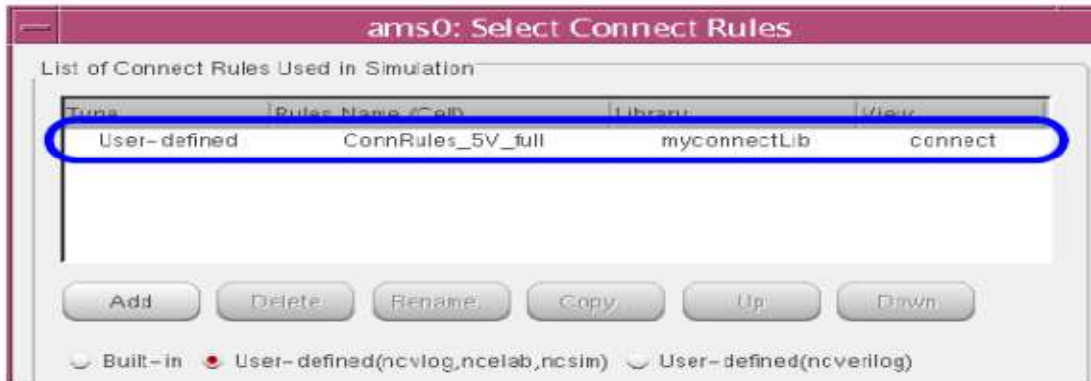 ams0: Select Connect Rules
List of Connect Rules Used in Simulation
Type Rules Name (Cell) Library View
User-defined ConnRules_5V_full myconnectLib connect
Add Delete Rename Copy Up Down
Built-in User-defined(ncvlog,ncelab,ncsim) User-defined(ncverilog)